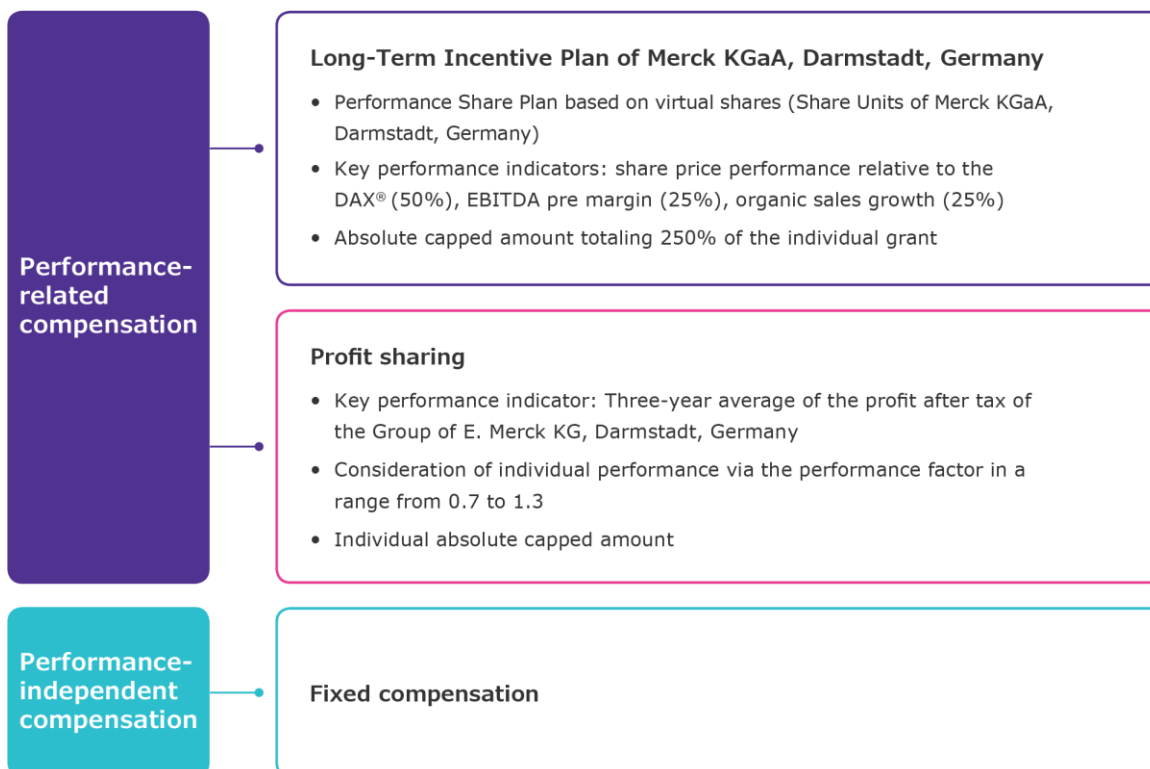 Performance-
related
compensation
Long-Term Incentive Plan of Merck KGaA, Darmstadt, Germany
• Performance Share Plan based on virtual shares (Share Units of Merck KGaA,
Darmstadt, Germany)
• Key performance indicators: share price performance relative to the
DAX® (50%), EBITDA pre margin (25%), organic sales growth (25%)
• Absolute capped amount totaling 250% of the individual grant
Profit sharing
• Key performance indicator: Three-year average of the profit after tax of
the Group of E. Merck KG, Darmstadt, Germany
• Consideration of individual performance via the performance factor in a
range from 0.7 to 1.3
• Individual absolute capped amount
Performance-
independent
compensation
Fixed compensation